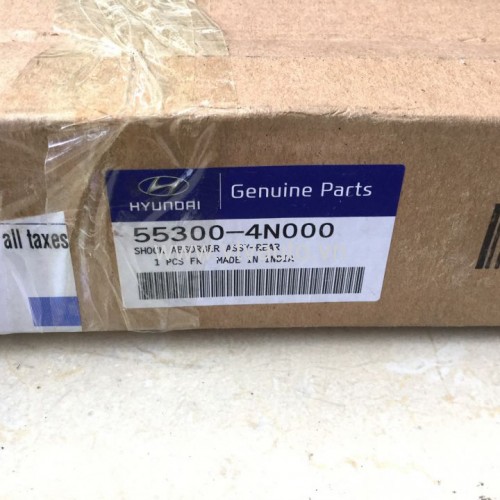 HYUNDAI
Genuine Parts
55300-4N000
SHOCK ABSORBER ASSY-REAR
1 PCS MADE IN INDIA
all taxes